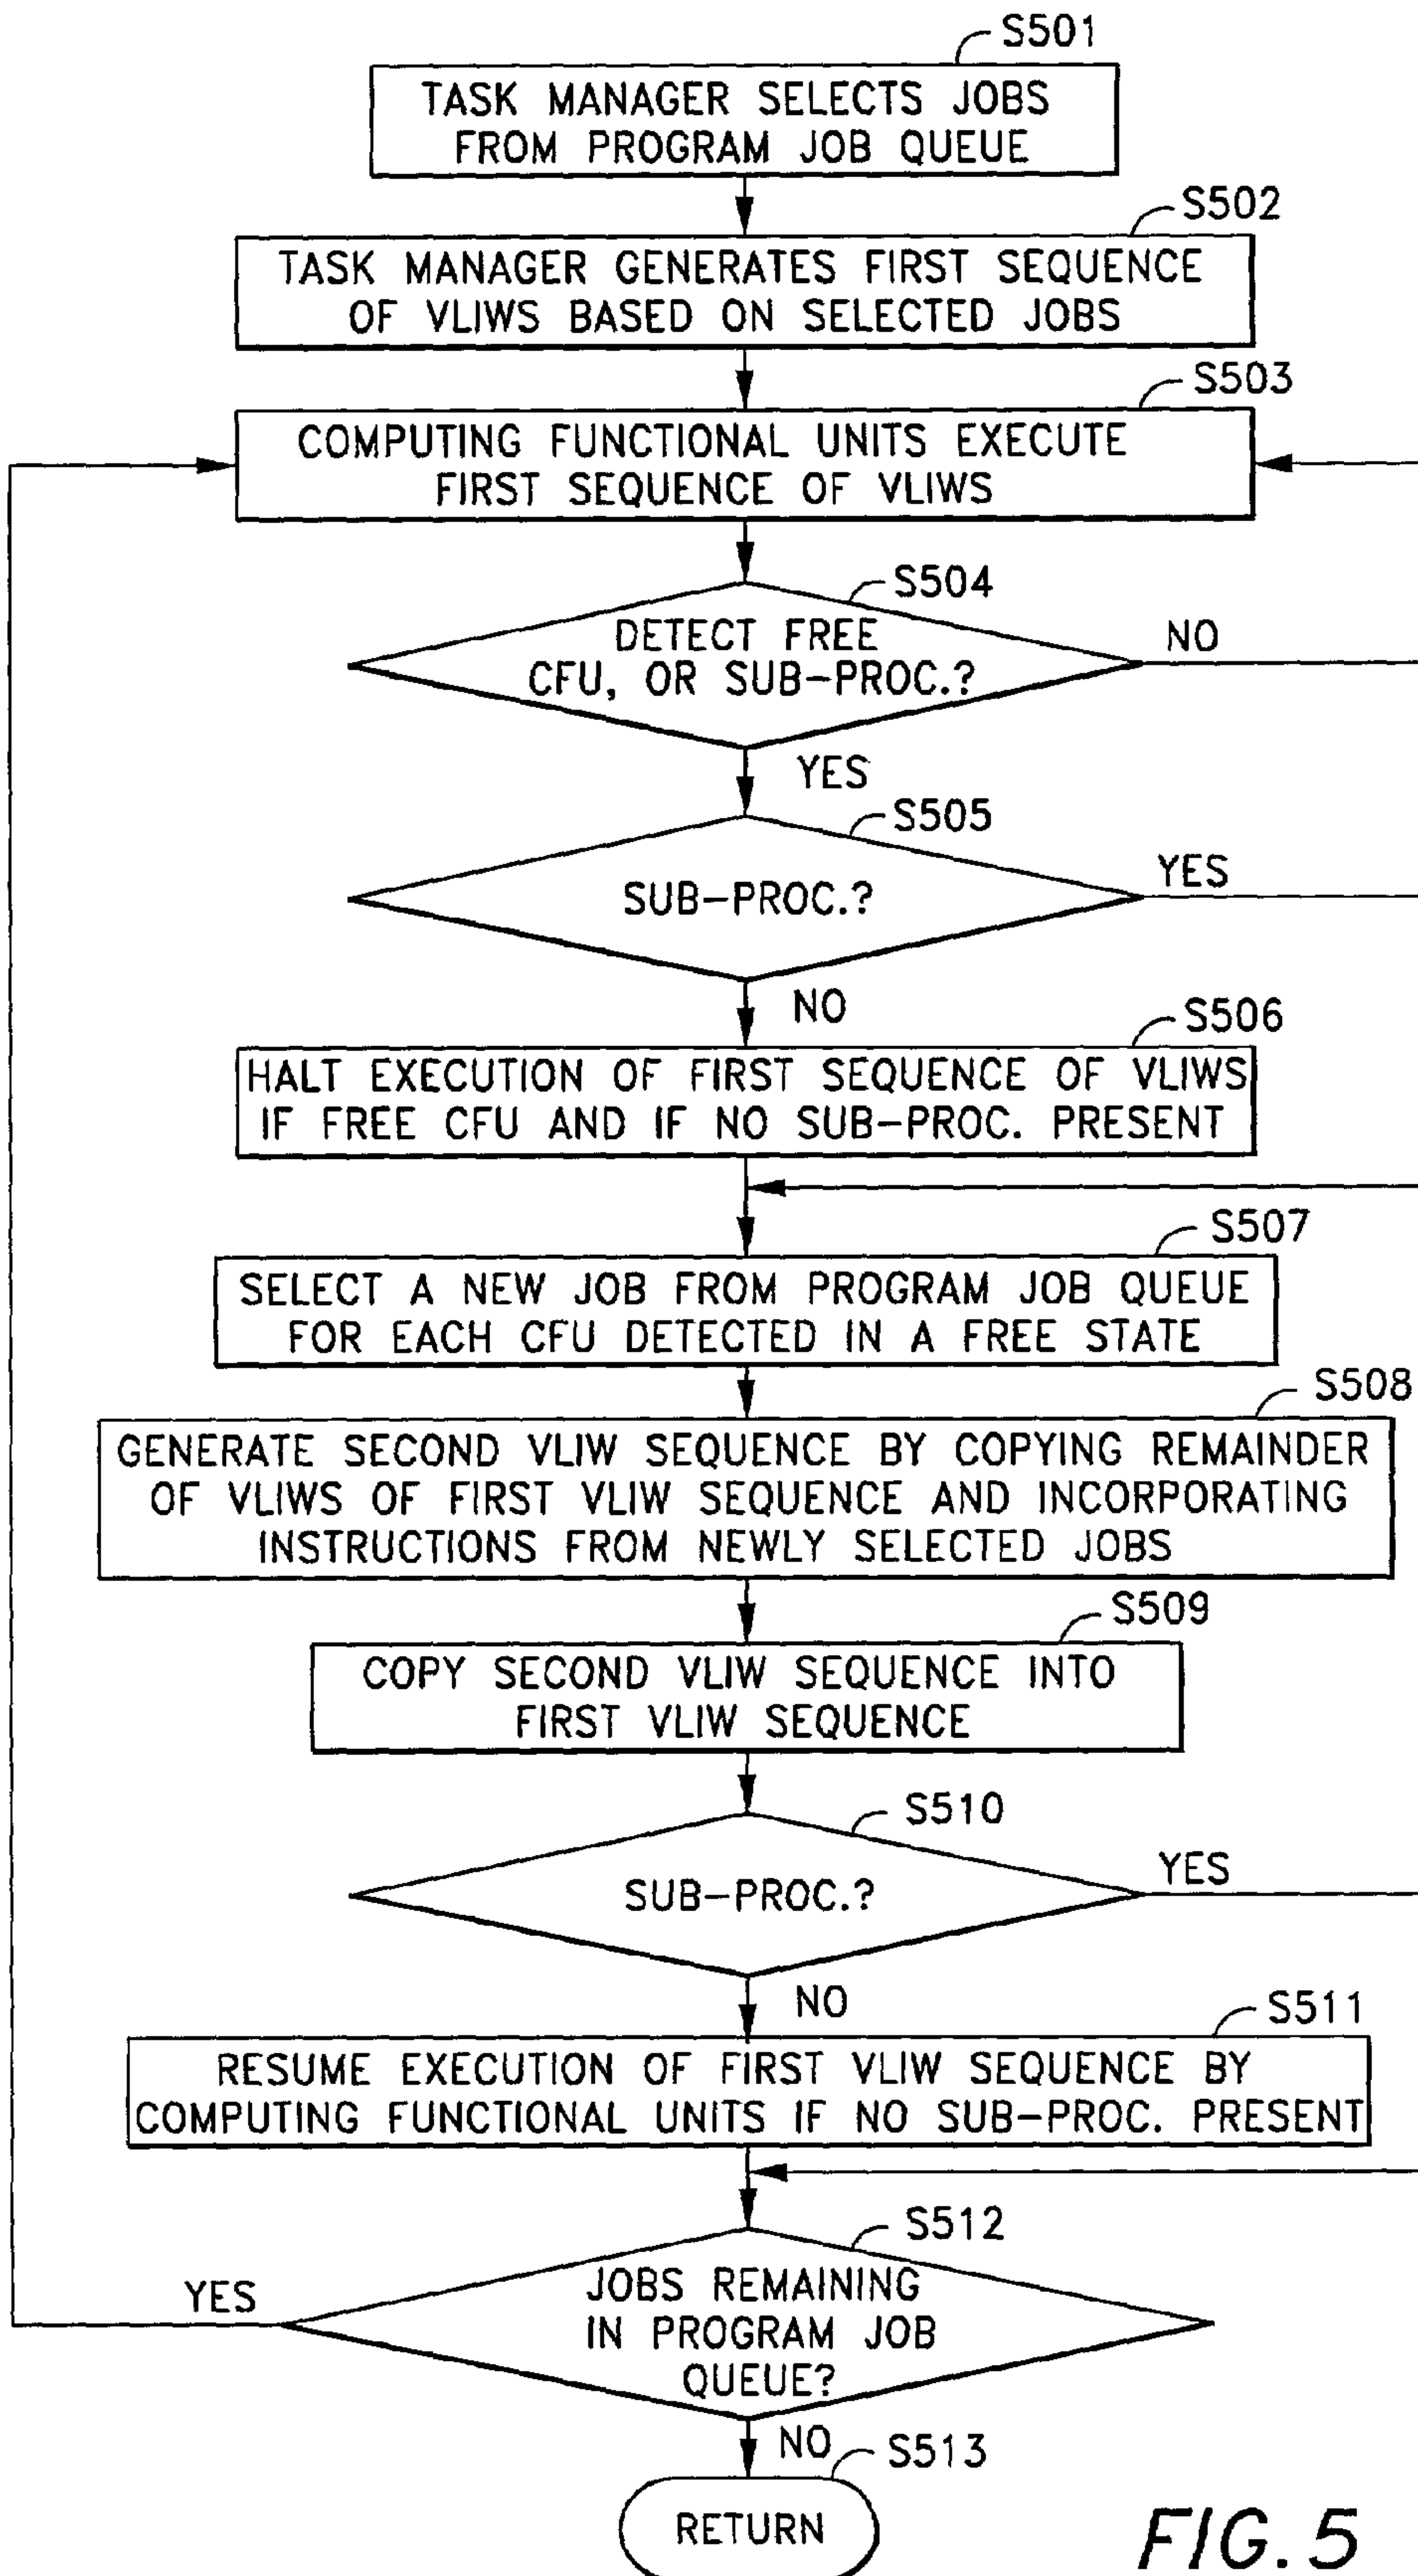 S501
TASK MANAGER SELECTS JOBS
FROM PROGRAM JOB QUEUE
S502
TASK MANAGER GENERATES FIRST SEQUENCE
OF VLIWS BASED ON SELECTED JOBS
S503
COMPUTING FUNCTIONAL UNITS EXECUTE
FIRST SEQUENCE OF VLIWS
S504
DETECT FREE
CFU, OR SUB-PROC.?
NO
YES
S505
SUB-PROC.?
YES
NO
S506
HALT EXECUTION OF FIRST SEQUENCE OF VLIWS
IF FREE CFU AND IF NO SUB-PROC. PRESENT
S507
SELECT A NEW JOB FROM PROGRAM JOB QUEUE
FOR EACH CFU DETECTED IN A FREE STATE
S508
GENERATE SECOND VLIW SEQUENCE BY COPYING REMAINDER
OF VLIWS OF FIRST VLIW SEQUENCE AND INCORPORATING
INSTRUCTIONS FROM NEWLY SELECTED JOBS
S509
COPY SECOND VLIW SEQUENCE INTO
FIRST VLIW SEQUENCE
S510
SUB-PROC.?
YES
NO
S511
RESUME EXECUTION OF FIRST VLIW SEQUENCE BY
COMPUTING FUNCTIONAL UNITS IF NO SUB-PROC. PRESENT
S512
JOBS REMAINING
IN PROGRAM JOB
QUEUE?
YES
NO
S513
RETURN
FIG. 5